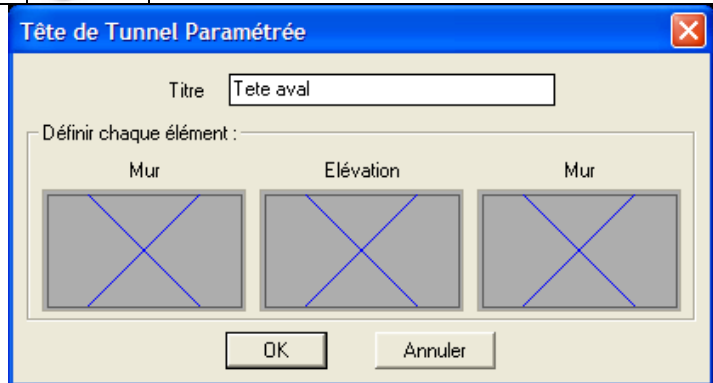 Tête de Tunnel Paramétrée
Titre Tete aval
Définir chaque élément :
Mur Elévation Mur
OK Annuler